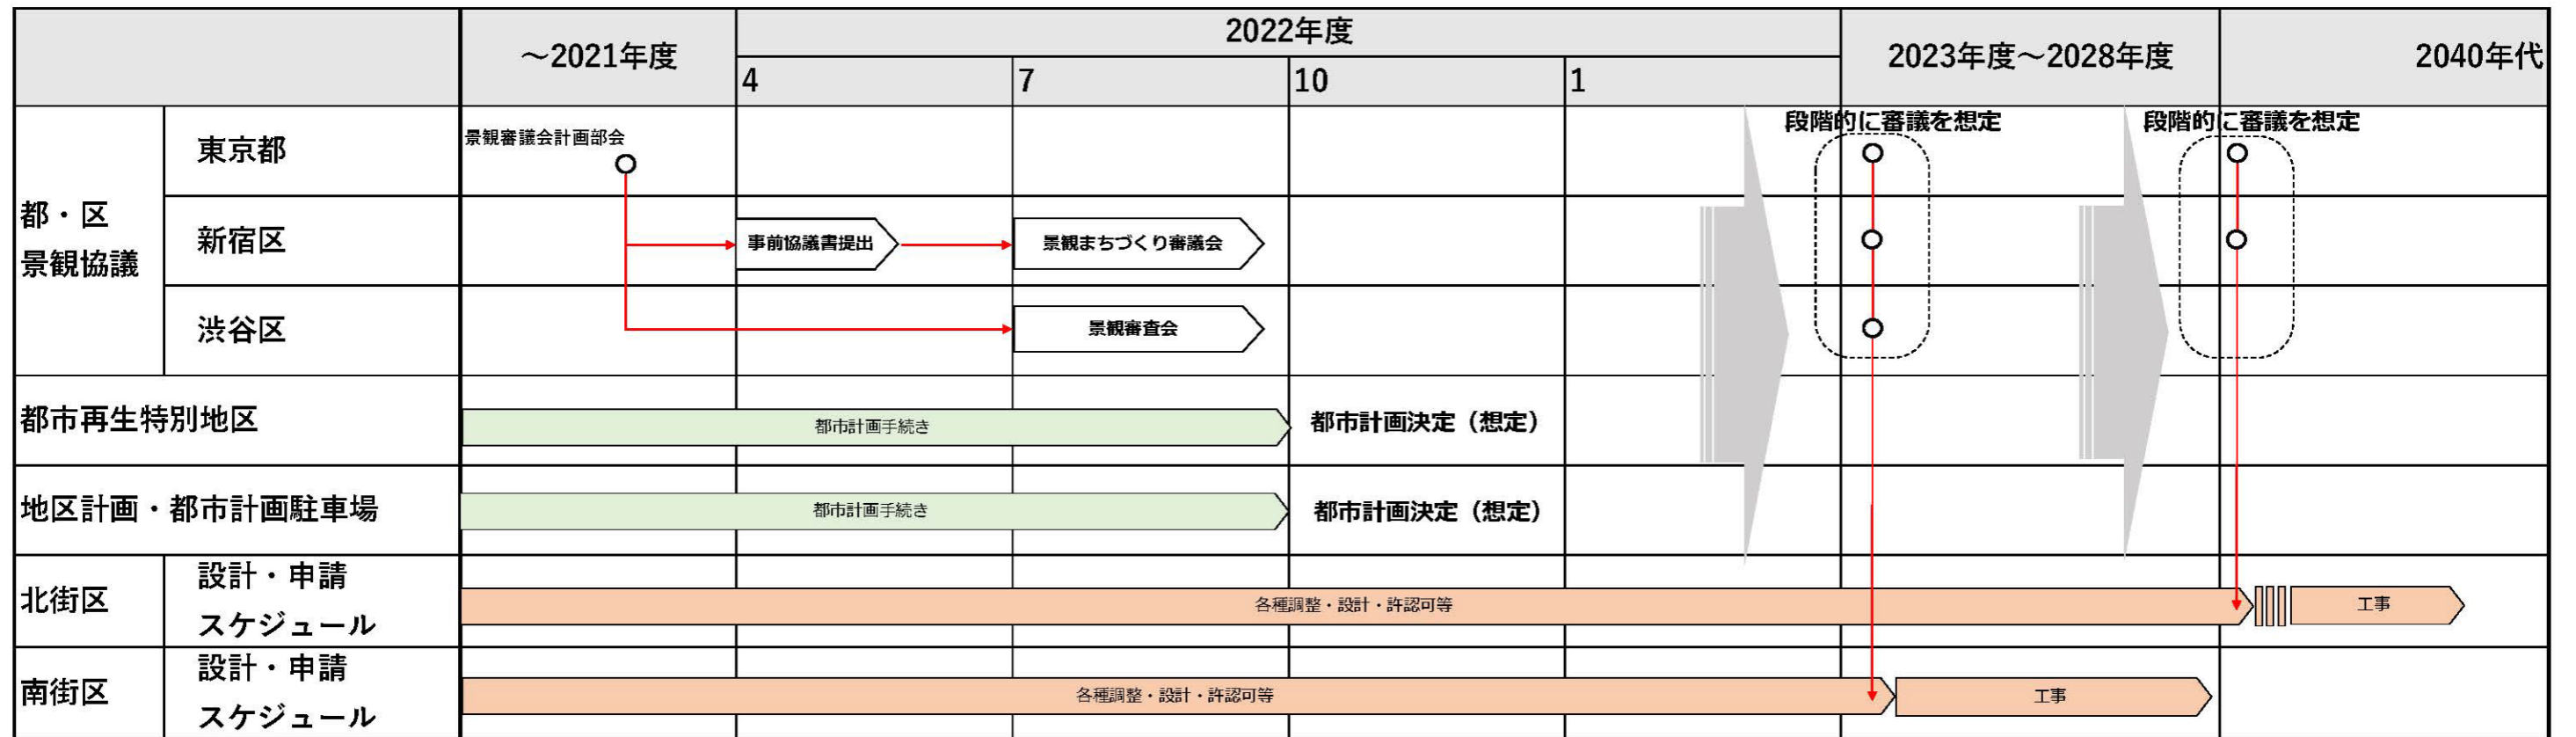 ～2021年度
2022年度
4
7
10
1
2023年度～2028年度
2040年代
都・区
景観協議
東京都
景観審議会計画部会
段階的に審議を想定
段階的に審議を想定
新宿区
事前協議書提出
景観まちづくり審議会
渋谷区
景観審査会
都市再生特別地区
都市計画手続き
都市計画決定（想定）
地区計画・都市計画駐車場
都市計画手続き
都市計画決定（想定）
北街区
設計・申請
スケジュール
各種調整・設計・許認可等
工事
南街区
設計・申請
スケジュール
各種調整・設計・許認可等
工事